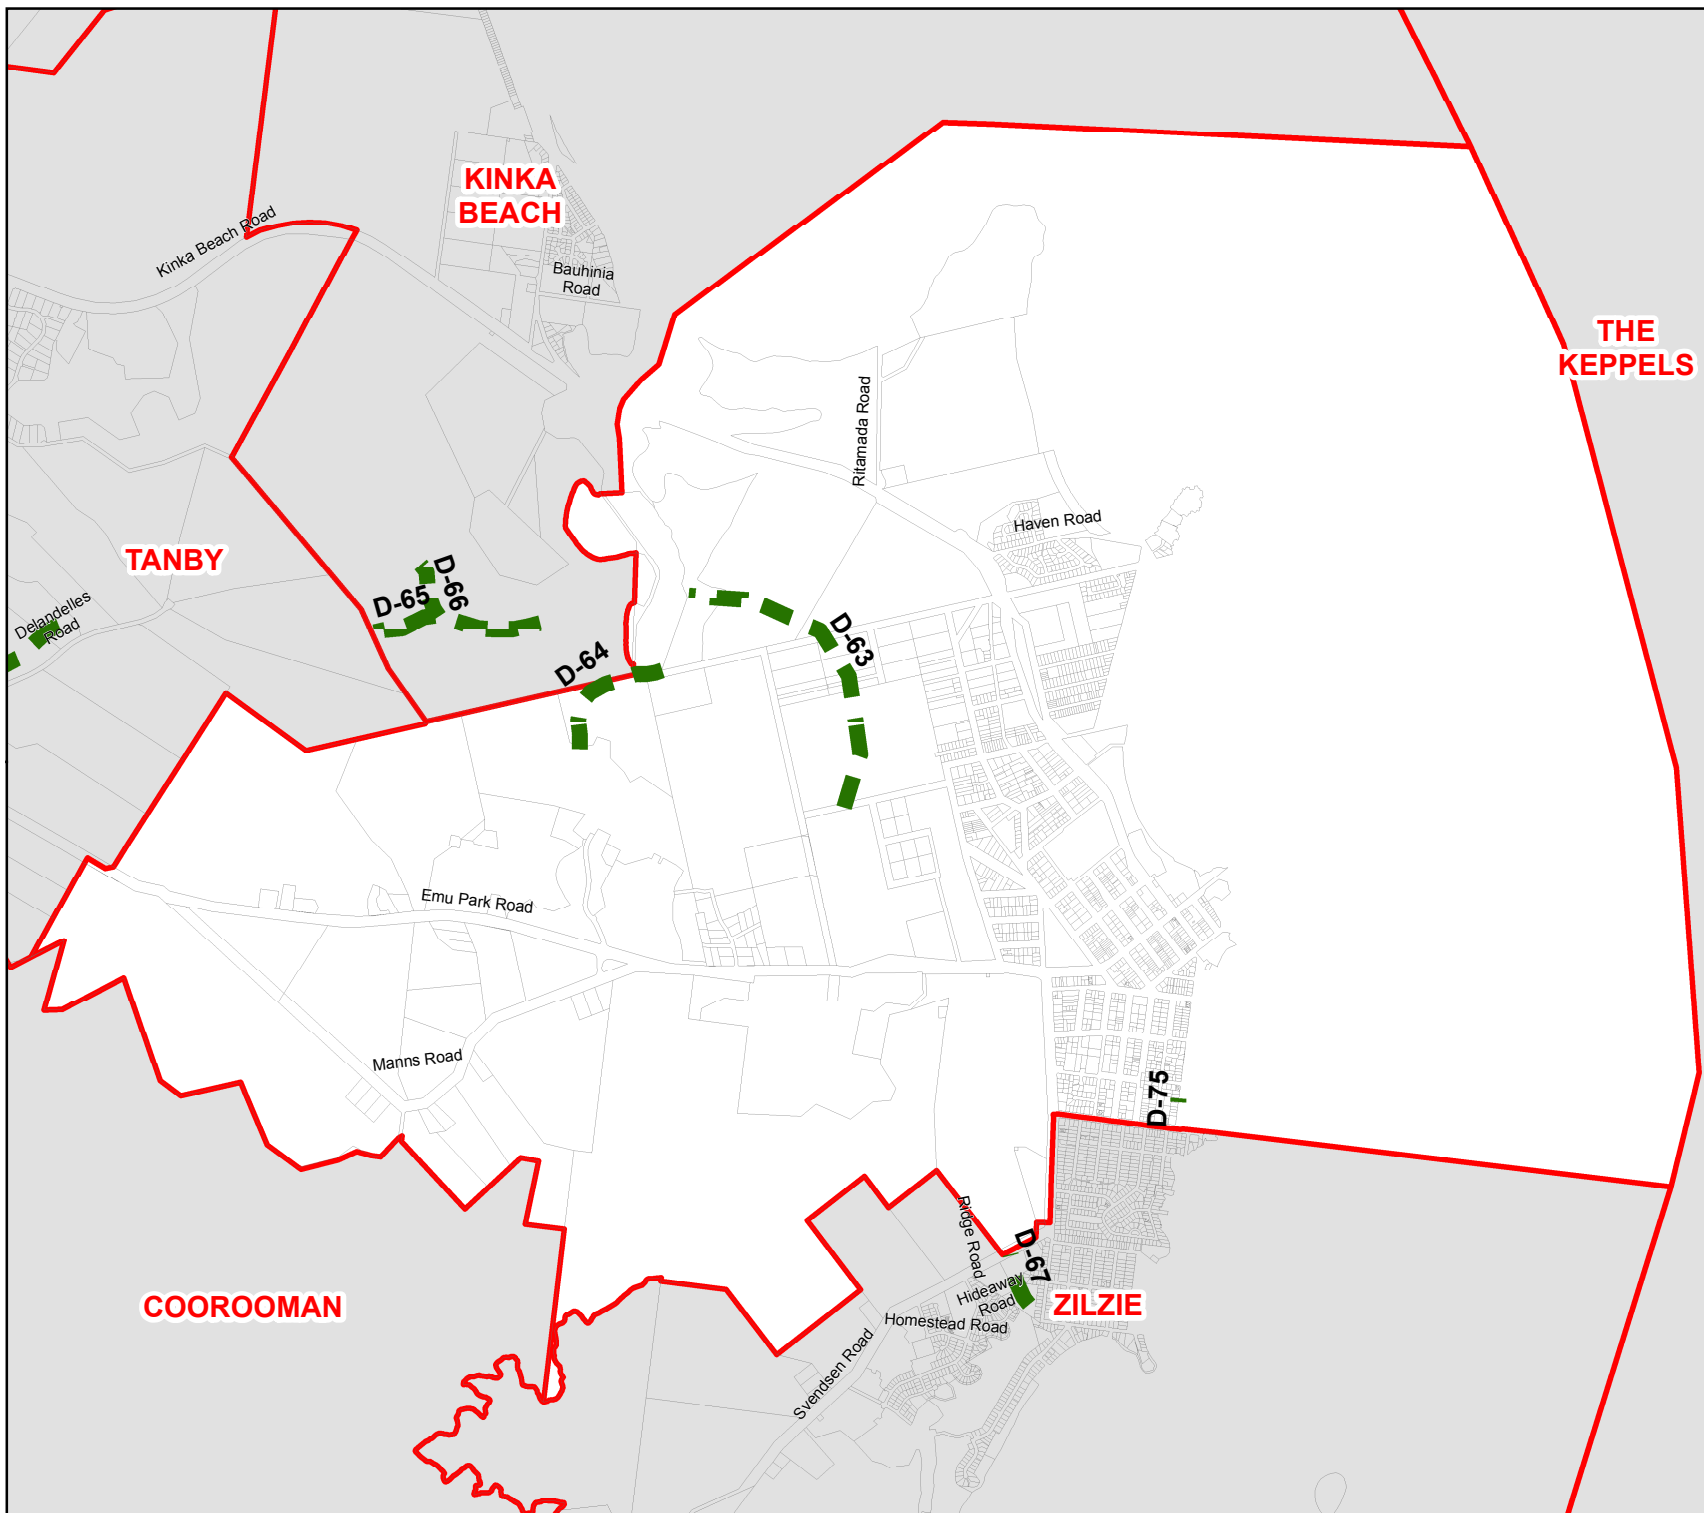 KINKA
BEACH
Kinka Beach Road
Bauhinia
Road
THE
KEPPELS
Ritamada Road
Haven Road
TANBY
D-66
D-65
Delandelles
Road
D-63
D-64
Emu Park Road
Manns Road
D-75
Ridge Road
D-67
Hideaway
Road
ZILZIE
COOROOMAN
Homestead Road
Svendsen Road